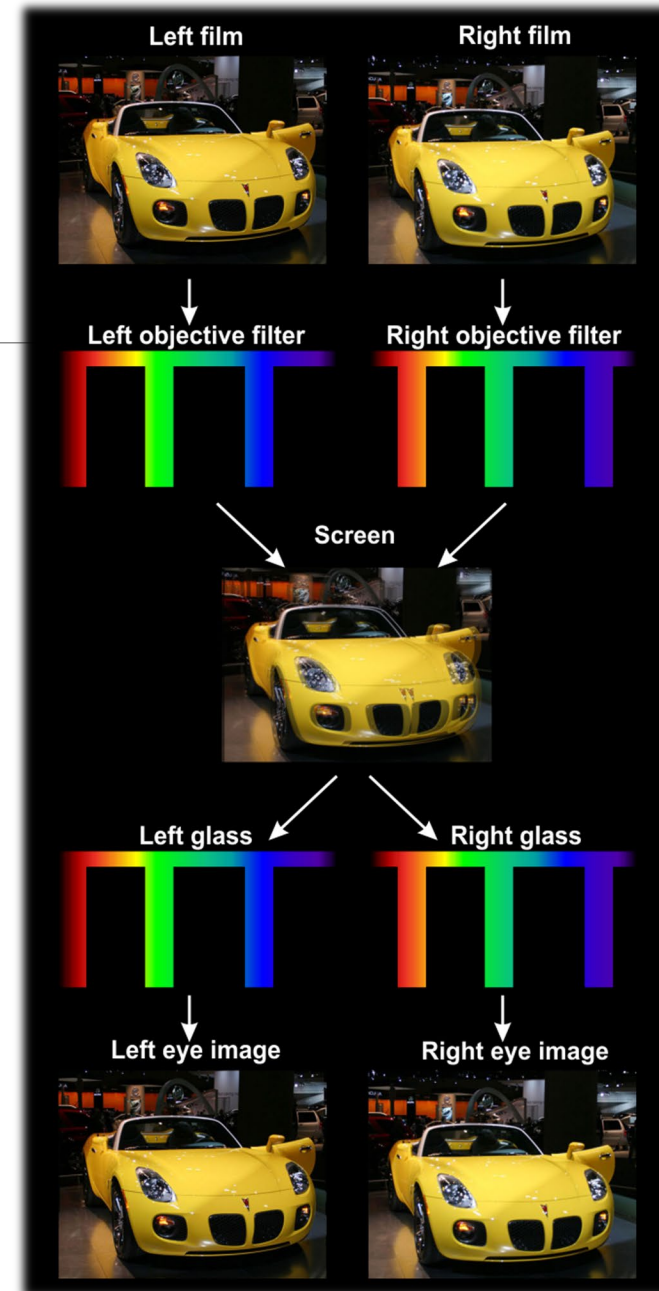 Left film
Right film
Left objective filter
Right objective filter
Screen
Left glass
Right glass
Left eye image
Right eye image